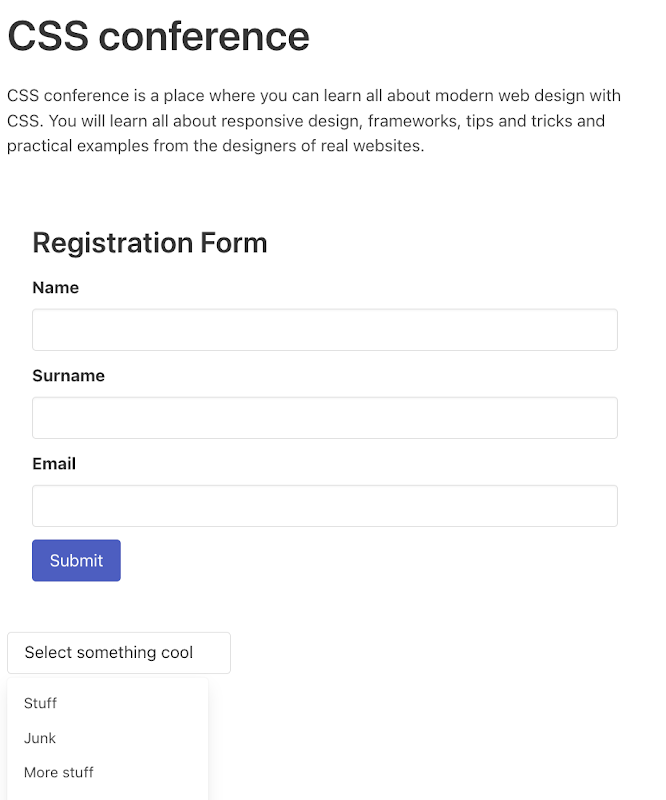 CSS conference
CSS conference is a place where you can learn all about modern web design with
CSS. You will learn all about responsive design, frameworks, tips and tricks and
practical examples from the designers of real websites.
Registration Form
Name
Surname
Email
Submit
Select something cool
Stuff
Junk
More stuff